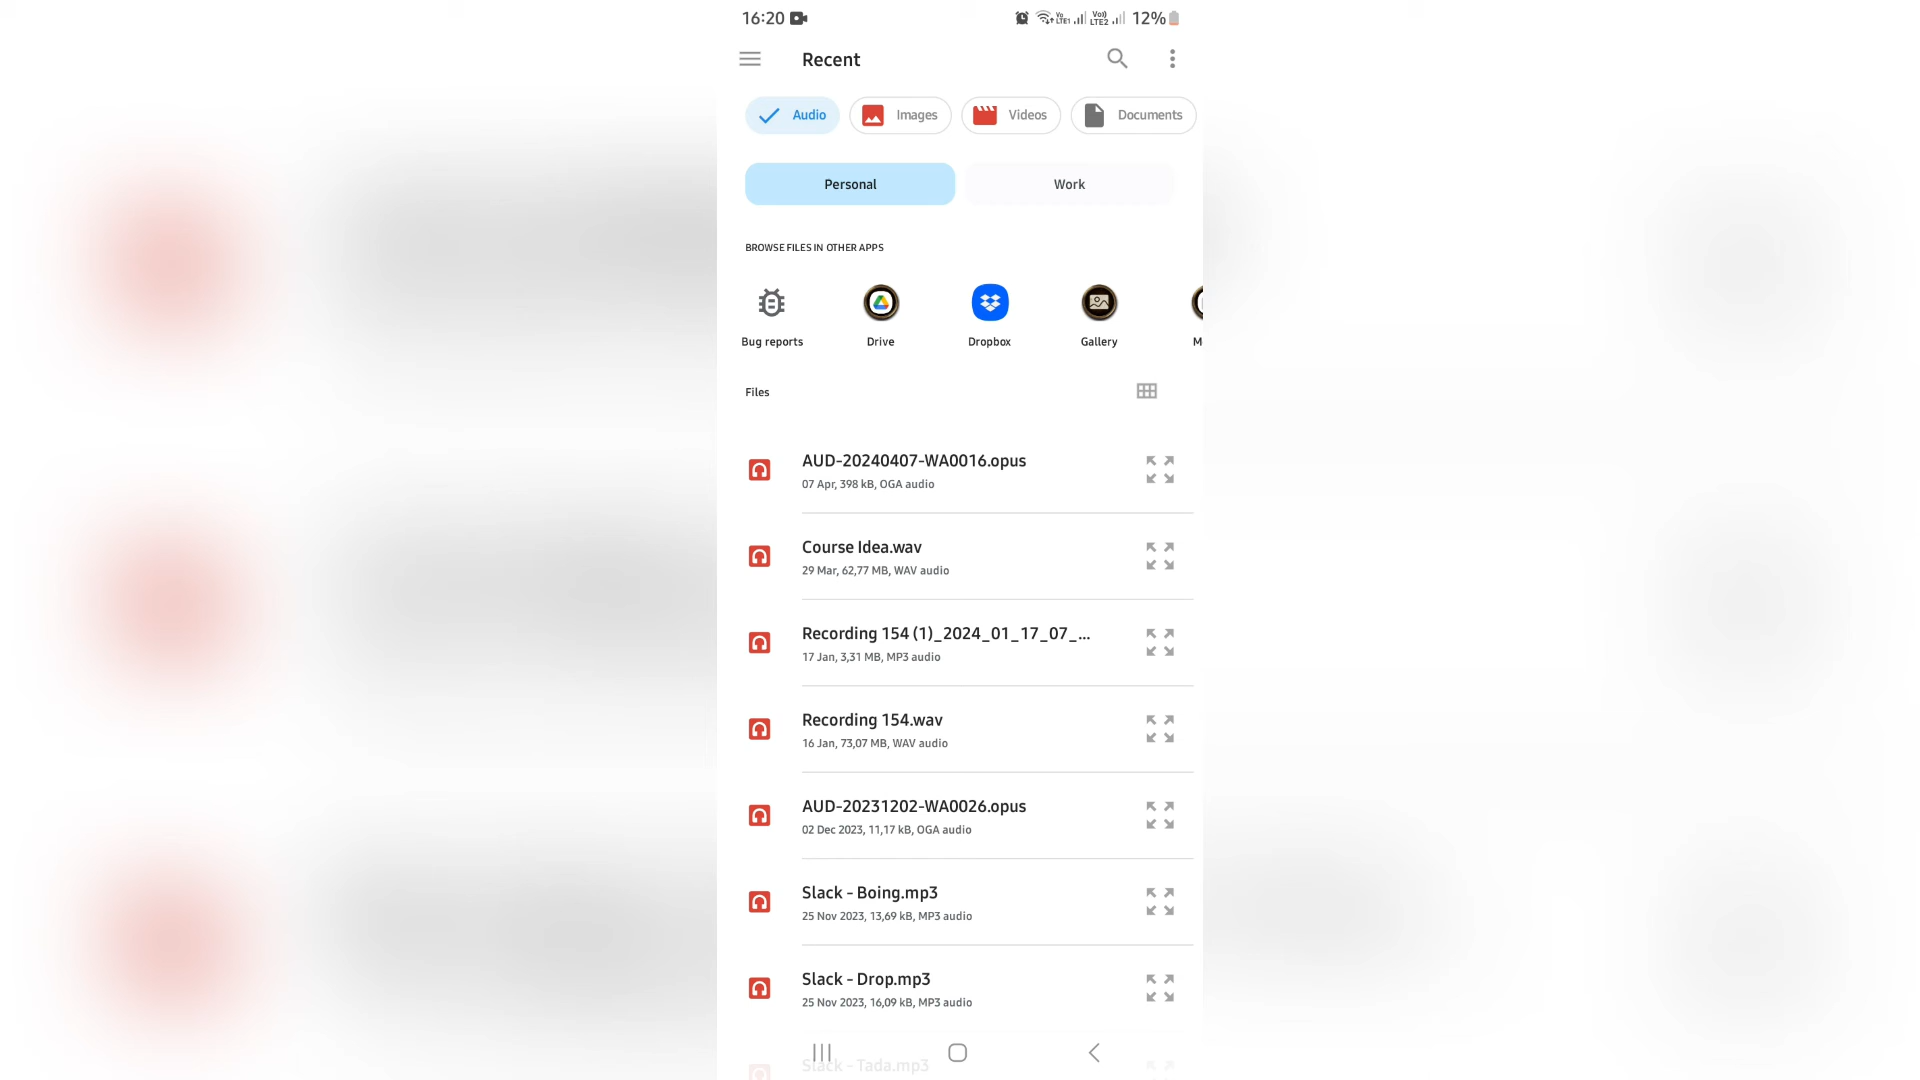 16:20
Vo LTE1 Vo) LTE2 12%
Recent
Audio Images Videos Documents
Personal Work
BROWSE FILES IN OTHER APPS
Bug reports Drive Dropbox Gallery M
Files
AUD-20240407-WA0016.opus
07 Apr, 398 kB, OGA audio
Course Idea.wav
29 Mar, 62,77 MB, WAV audio
Recording 154 (1)_2024_01_17_07_...
17 Jan, 3,31 MB, MP3 audio
Recording 154.wav
16 Jan, 73,07 MB, WAV audio
AUD-20231202-WA0026.opus
02 Dec 2023, 11,17 kB, OGA audio
Slack - Boing.mp3
25 Nov 2023, 13,69 kB, MP3 audio
Slack - Drop.mp3
25 Nov 2023, 16,09 kB, MP3 audio
Slack - Tada.mp3